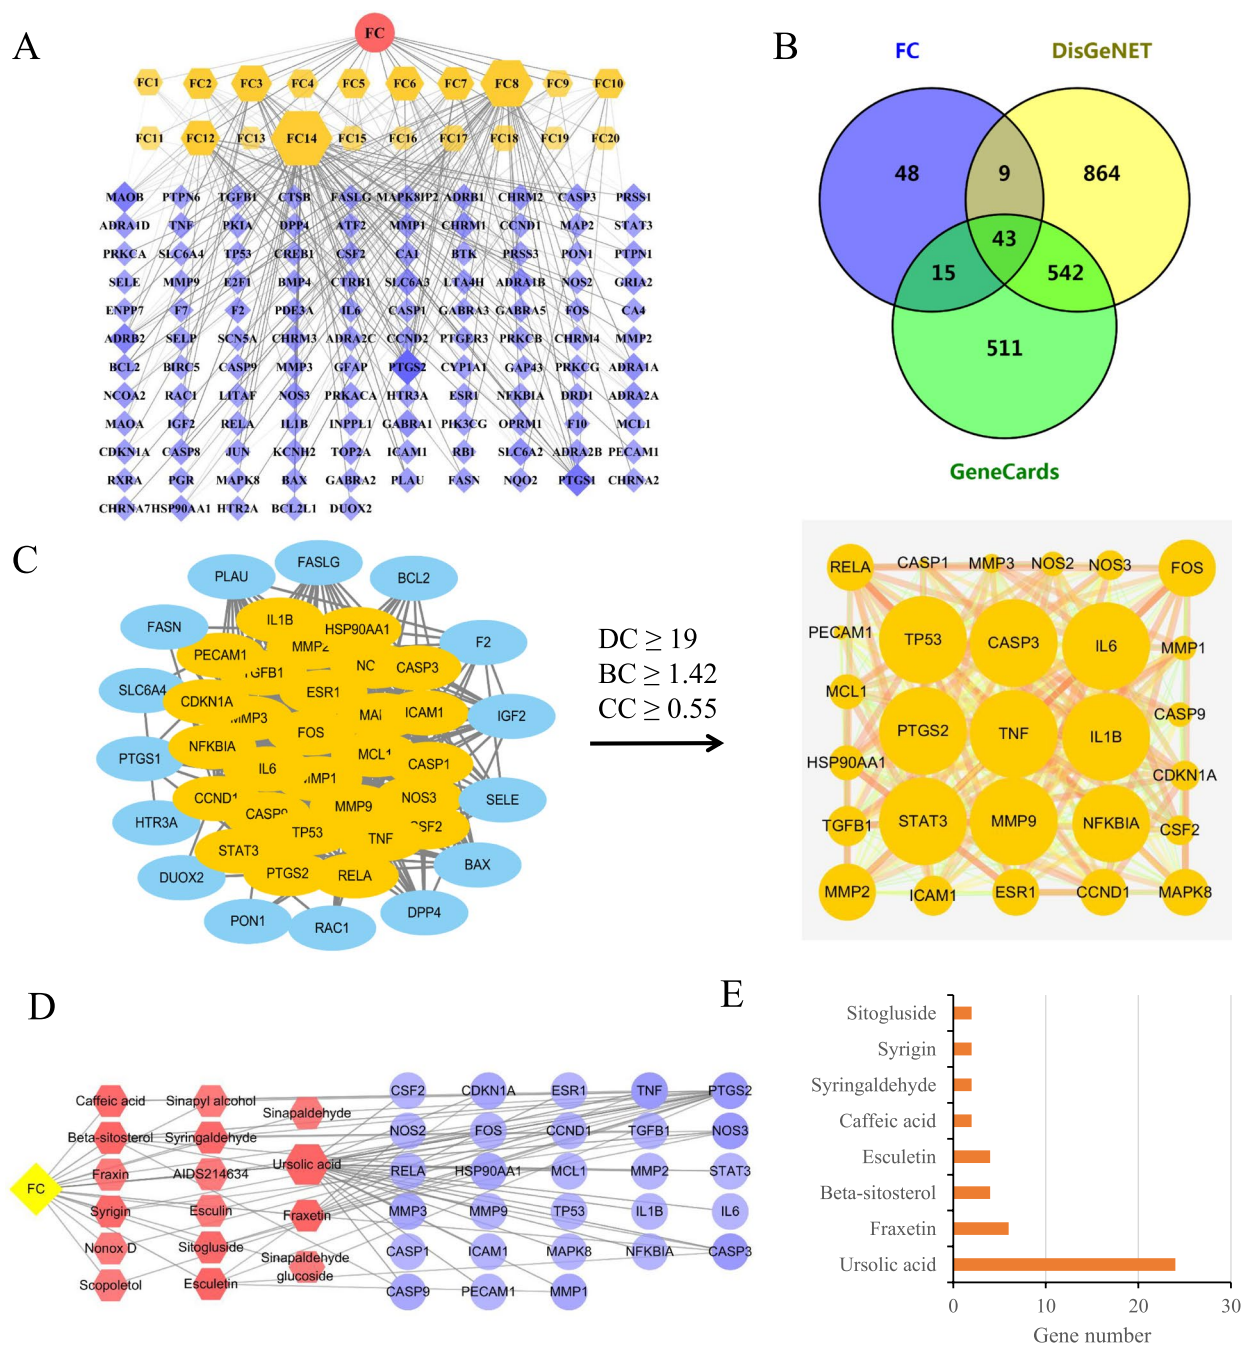 A
FC
FC1 FC2 FC3 FC4 FC5 FC6 FC7 FC8 FC9 FC10
FC11 FC12 FC13 FC14 FC15 FC16 FC17 FC18 FC19 FC20
MAOB PTPN6 TGFB1 CTSB FASLG MAPK8IP2 ADRB1 CHRM2 CASP3 PRSS1
ADRA1D TNF PKIA DPP4 ATF2 MMP1 CHRM1 CCND1 MAP2 STAT3
PRKCA SLC6A4 TP53 CREB1 CSF2 CA1 BTK PRSS3 PON1 PTPN1
SELE MMP9 E2F1 BMP4 CTRB1 SLC6A3 LTA4H ADRA1B NOS2 GRIA2
ENPP7 F7 F2 PDE3A IL6 CASP1 GABRA3 GABRA5 FOS CA4
ADRB2 SELP SCN5A CHRM3 ADRA2C CCND2 PTGER3 PRKCB CHRM4 MMP2
BCL2 BIRC5 CASP9 MMP3 GFAP PTGS2 CYP1A1 GAP43 PRKCG ADRA1A
NCOA2 RAC1 LITAF NOS3 PRKACA HTR3A ESR1 NFKBIA DRD1 ADRA2A
MAOA IGF2 RELA IL1B INPPL1 GABRA1 PIK3CG OPRM1 F10 MCL1
CDKN1A CASP8 JUN KCNH2 TOP2A ICAM1 RB1 SLC6A2 ADRA2B PECAM1
RXRA PGR MAPK8 BAX GABRA2 PLAU FASN NQO2 PTGS1 CHRNA2
CHRNA7 HSP90AA1 HTR2A BCL2L1 DUOX2
B
FC DisGeNET
48 9 864
43
15 542
511
GeneCards
C
FASLG
PLAU BCL2
IL1B
FASN HSP90AA1 F2
MMP2
PECAM1 NC CASP3
TGFB1
SLC6A4 ESR1
CDKN1A
MMP3 MAI ICAM1 IGF2
FOS
NFKBIA
PTGS1 MCL1
IL6 CASP1
MMP1
CCND1 NOS3 SELE
MMP9
HTR3A CASP9
TP53 CSF2
TNF
STAT3 BAX
DUOX2 PTGS2 RELA
PON1 RAC1 DPP4
DC ≥ 19
BC ≥ 1.42
CC ≥ 0.55
RELA CASP1 MMP3 NOS2 NOS3 FOS
PECAM1 TP53 CASP3 IL6 MMP1
MCL1
CASP9
PTGS2 TNF IL1B
HSP90AA1
CDKN1A
TGFB1 STAT3 MMP9 NFKBIA CSF2
MMP2 ICAM1 ESR1 CCND1 MAPK8
D
FC
Caffeic acid Sinapyl alcohol
Sinapaldehyde
Beta-sitosterol Syringaldehyde
Ursolic acid
Fraxin AIDS214634
Syrigin Esculin Fraxetin
Nonox D Sitogluside
Sinapaldehyde
glucoside
Scopoletol Esculetin
CSF2 CDKN1A ESR1 TNF PTGS2
NOS2 FOS CCND1 TGFB1 NOS3
RELA HSP90AA1 MCL1 MMP2 STAT3
MMP3 MMP9 TP53 IL1B IL6
CASP1 ICAM1 MAPK8 NFKBIA CASP3
CASP9 PECAM1 MMP1
E
Sitogluside
Syrigin
Syringaldehyde
Caffeic acid
Esculetin
Beta-sitosterol
Fraxetin
Ursolic acid
0 10 20 30
Gene number